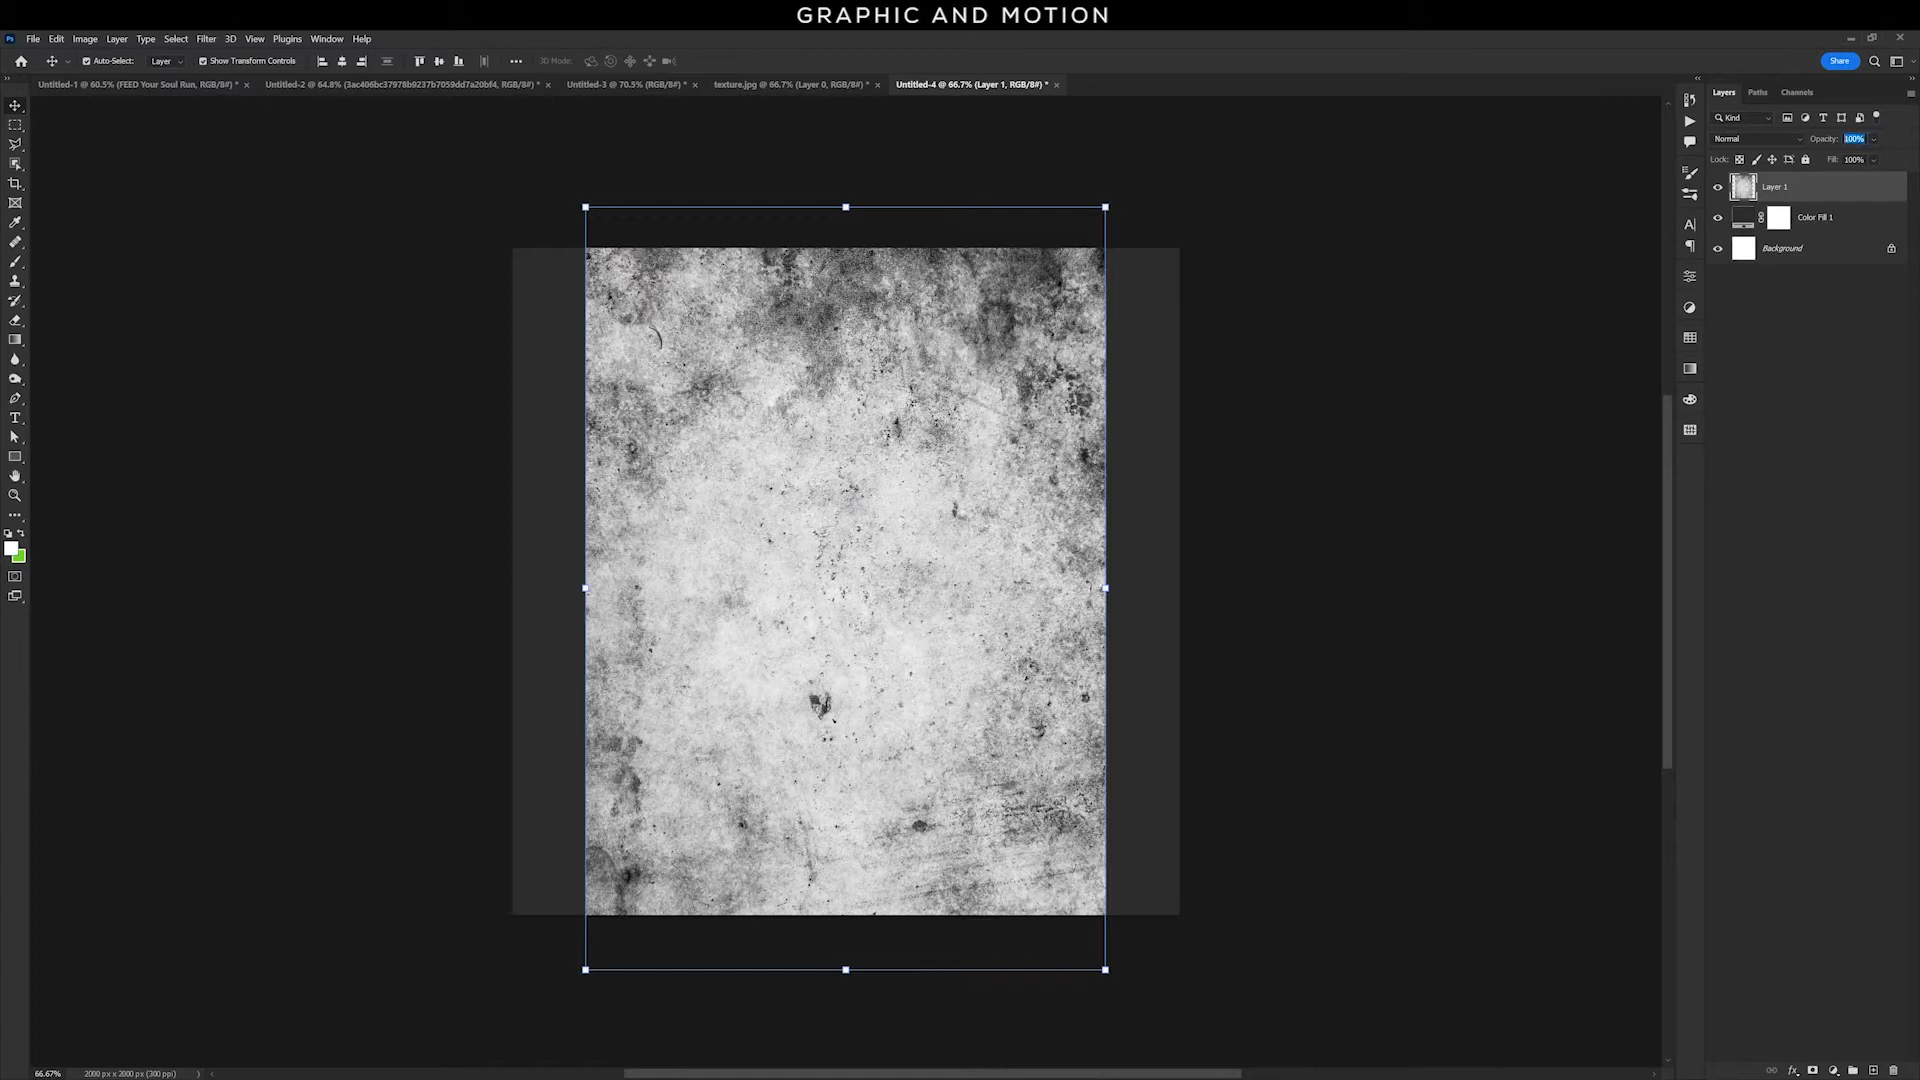 GRAPHIC AND MOTION
Ps File Edit Image Layer Type Select Filter 3D View Plugins Window Help
Auto-Select: Layer Show Transform Controls 3D Mode: Share
Untitled-1 @ 60.5% (FEED Your Soul Run, RGB/8#) * × Untitled-2 @ 64.8% (3ac406bc37978b9237b7059dd7a20bf4, RGB/8#) * × Untitled-3 @ 70.5% (RGB/8#) * × texture.jpg @ 66.7% (Layer 0, RGB/8#) * × Untitled-4 @ 66.7% (Layer 1, RGB/8#) * ×
Layers Paths Channels
Kind
Normal Opacity: 100%
Lock: Fill: 100%
Layer 1
Color Fill 1
Background
66.67% 2000 px x 2000 px (300 ppi)